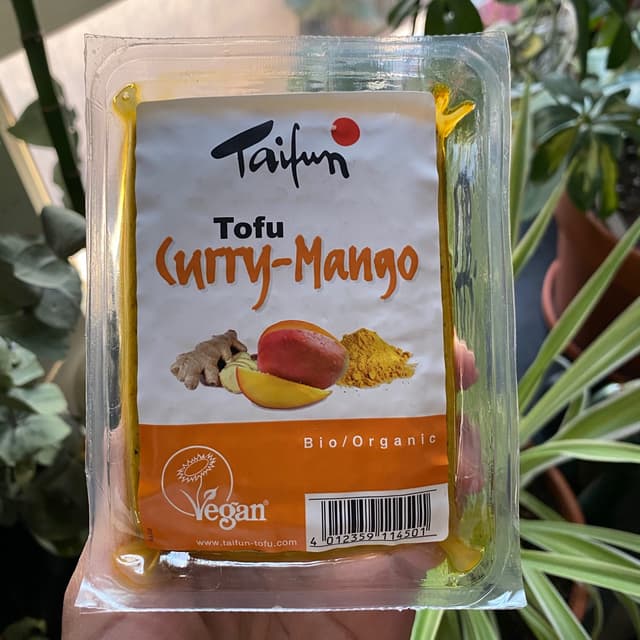 Taifun
Tofu
Curry-Mango
Bio/Organic
Vegan
www.taifun-tofu.com
4 012359 114501